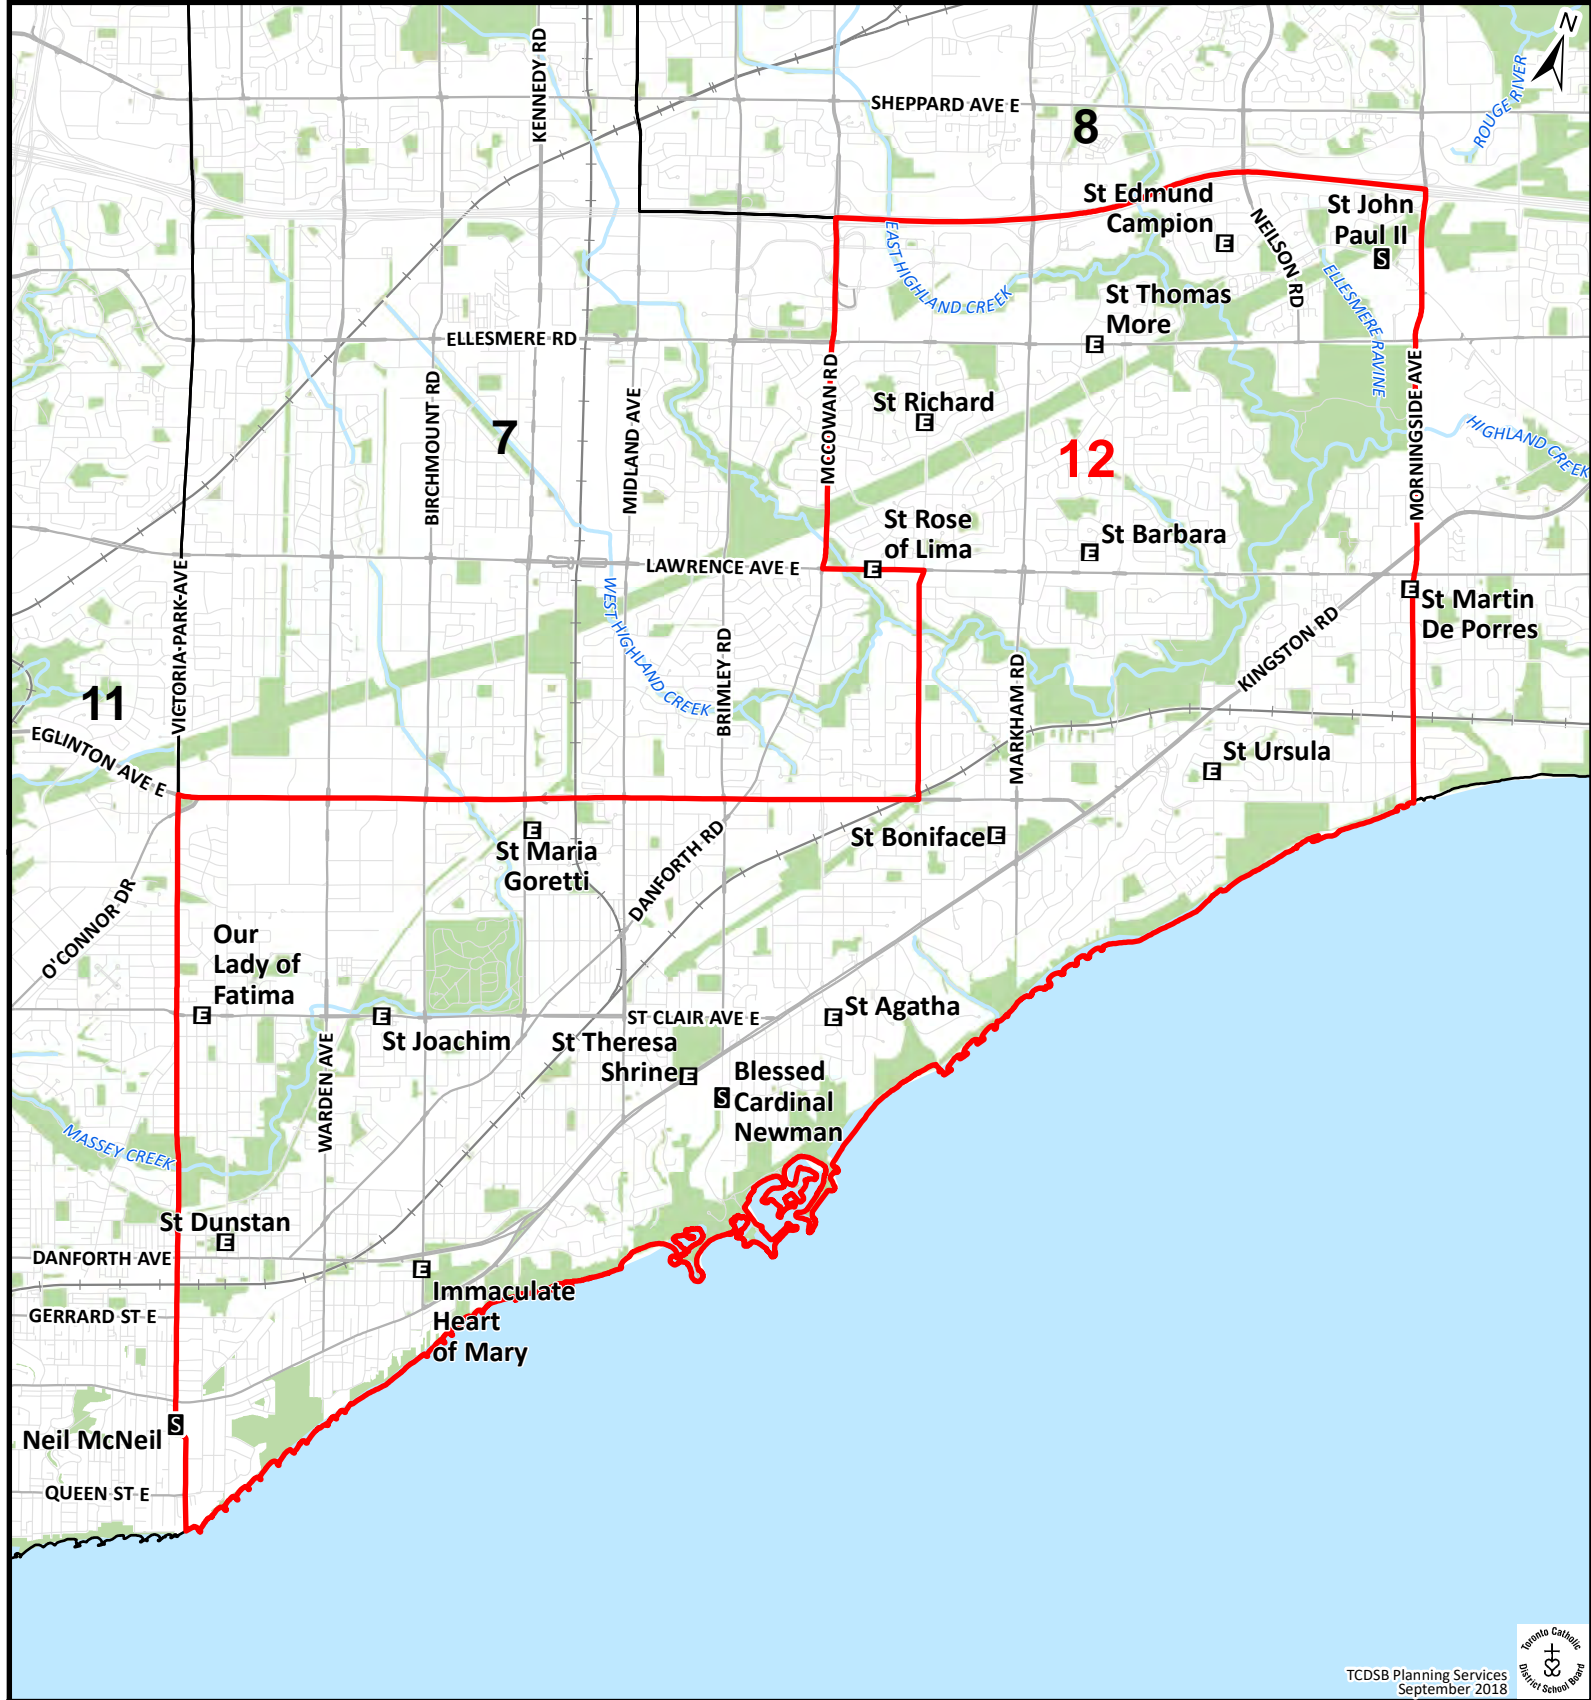 N
KENNEDY RD
SHEPPARD AVE E
ROUGE RIVER
8
St Edmund
Campion
E
NEILSON RD
St John
Paul II
S
EAST HIGHLAND CREEK
ELLESMERE RAVINE
St Thomas
More
E
ELLESMERE RD
BIRCHMOUNT RD
MIDLAND AVE
MCCOWAN RD
MORNINGSIDE AVE
St Richard
E
7
12
HIGHLAND CREEK
St Rose
of Lima
E
St Barbara
E
LAWRENCE AVE E
VICTORIA PARK AVE
WEST HIGHLAND CREEK
BRIMLEY RD
MARKHAM RD
KINGSTON RD
E
St Martin
De Porres
11
EGLINTON AVE E
St Ursula
E
E
St Maria
Goretti
DANFORTH RD
St Boniface
E
O'CONNOR DR
Our
Lady of
Fatima
E
E
St Joachim
ST CLAIR AVE E
St Agatha
E
WARDEN AVE
St Theresa
Shrine
E
Blessed
Cardinal
Newman
S
MASSEY CREEK
St Dunstan
E
DANFORTH AVE
E
Immaculate
Heart
of Mary
GERRARD ST E
Neil McNeil
S
QUEEN ST E
TCDSB Planning Services
September 2018
Toronto Catholic
District School Board